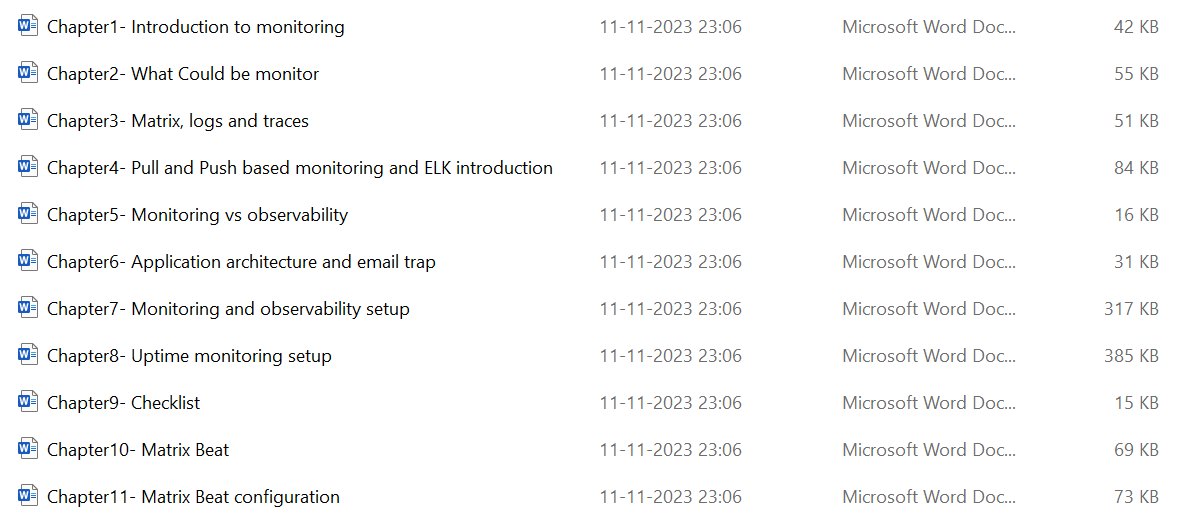 Chapter1- Introduction to monitoring 11-11-2023 23:06 Microsoft Word Doc... 42 KB
Chapter2- What Could be monitor 11-11-2023 23:06 Microsoft Word Doc... 55 KB
Chapter3- Matrix, logs and traces 11-11-2023 23:06 Microsoft Word Doc... 51 KB
Chapter4- Pull and Push based monitoring and ELK introduction 11-11-2023 23:06 Microsoft Word Doc... 84 KB
Chapter5- Monitoring vs observability 11-11-2023 23:06 Microsoft Word Doc... 16 KB
Chapter6- Application architecture and email trap 11-11-2023 23:06 Microsoft Word Doc... 31 KB
Chapter7- Monitoring and observability setup 11-11-2023 23:06 Microsoft Word Doc... 317 KB
Chapter8- Uptime monitoring setup 11-11-2023 23:06 Microsoft Word Doc... 385 KB
Chapter9- Checklist 11-11-2023 23:06 Microsoft Word Doc... 15 KB
Chapter10- Matrix Beat 11-11-2023 23:06 Microsoft Word Doc... 69 KB
Chapter11- Matrix Beat configuration 11-11-2023 23:06 Microsoft Word Doc... 73 KB